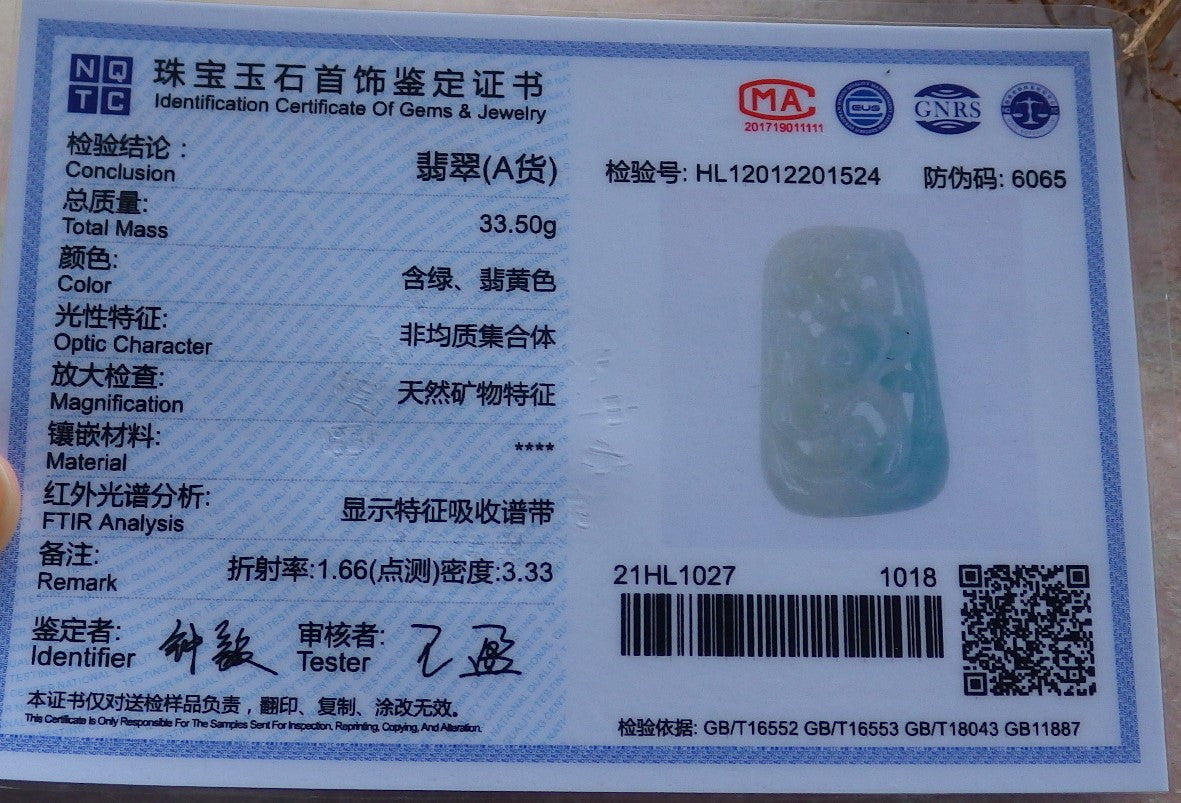 NQTC
珠宝玉石首饰鉴定证书
Identification Certificate Of Gems & Jewelry
检验结论：
Conclusion
翡翠(A货)
总质量:
Total Mass
33.50g
颜色:
Color
含绿、翡黄色
光性特征:
Optic Character
非均质集合体
放大检查:
Magnification
天然矿物特征
镶嵌材料:
Material
****
红外光谱分析:
FTIR Analysis
显示特征吸收谱带
备注:
Remark
折射率:1.66(点测)密度:3.33
鉴定者:
Identifier
审核者:
Tester
本证书仅对送检样品负责，翻印、复制、涂改无效。
This Certificate Is Only Responsible For The Samples Sent For Inspection, Reprinting, Copying, And Alteration.
MA
201719011111
GNRS
检验号: HL12012201524
防伪码: 6065
21HL1027
1018
检验依据: GB/T16552 GB/T16553 GB/T18043 GB11887